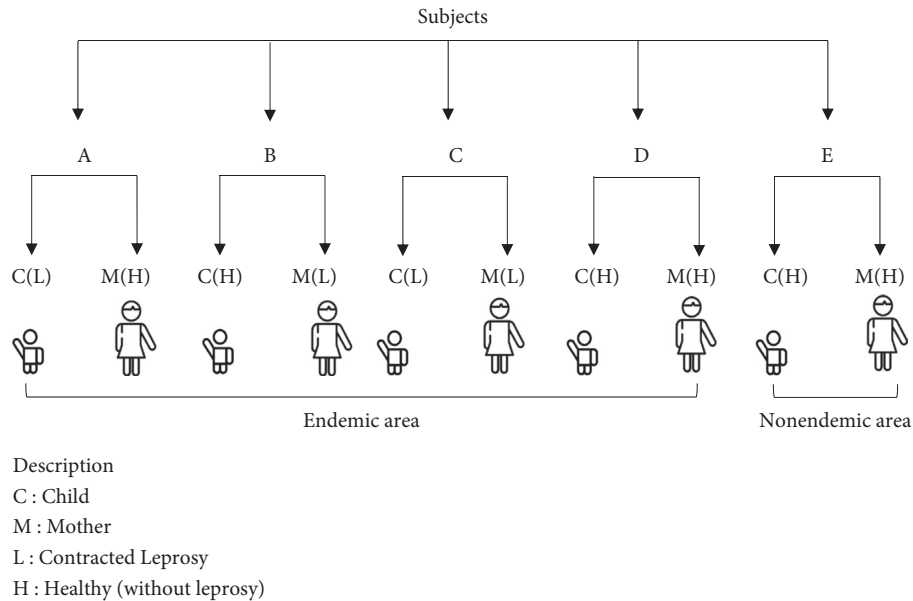 Subjects
A B C D E
C(L) M(H) C(H) M(L) C(L) M(L) C(H) M(H) C(H) M(H)
Endemic area Nonendemic area
Description
C : Child
M : Mother
L : Contracted Leprosy
H : Healthy (without leprosy)